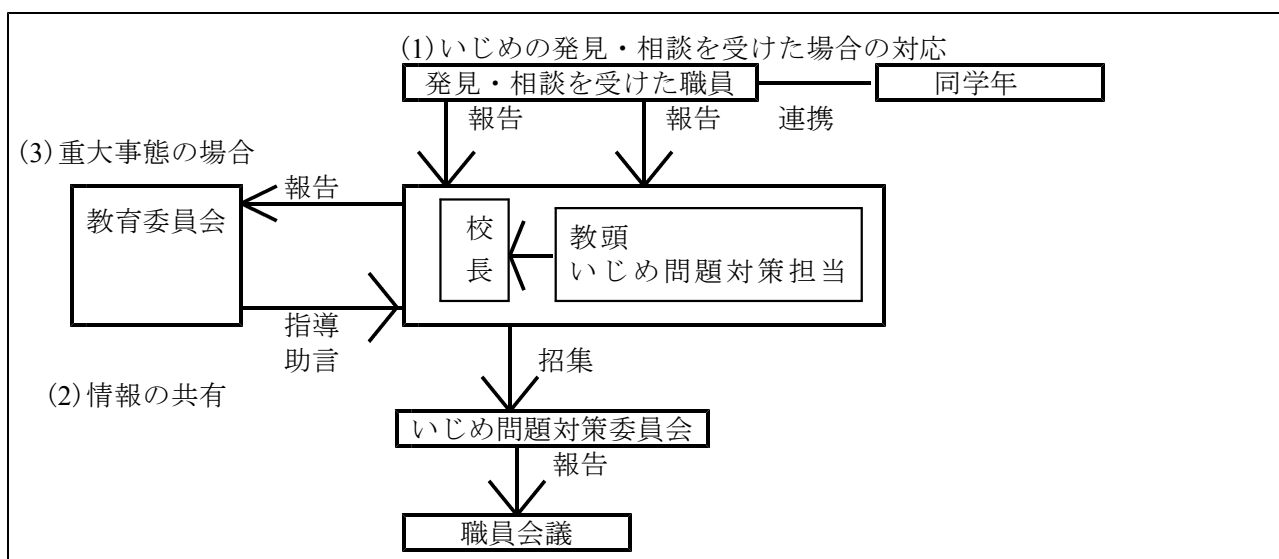 (1)いじめの発見・相談を受けた場合の対応
発見・相談を受けた職員
同学年
報告
報告
連携
(3)重大事態の場合
教育委員会
報告
校
長
教頭
いじめ問題対策担当
指導
助言
招集
(2)情報の共有
いじめ問題対策委員会
報告
職員会議